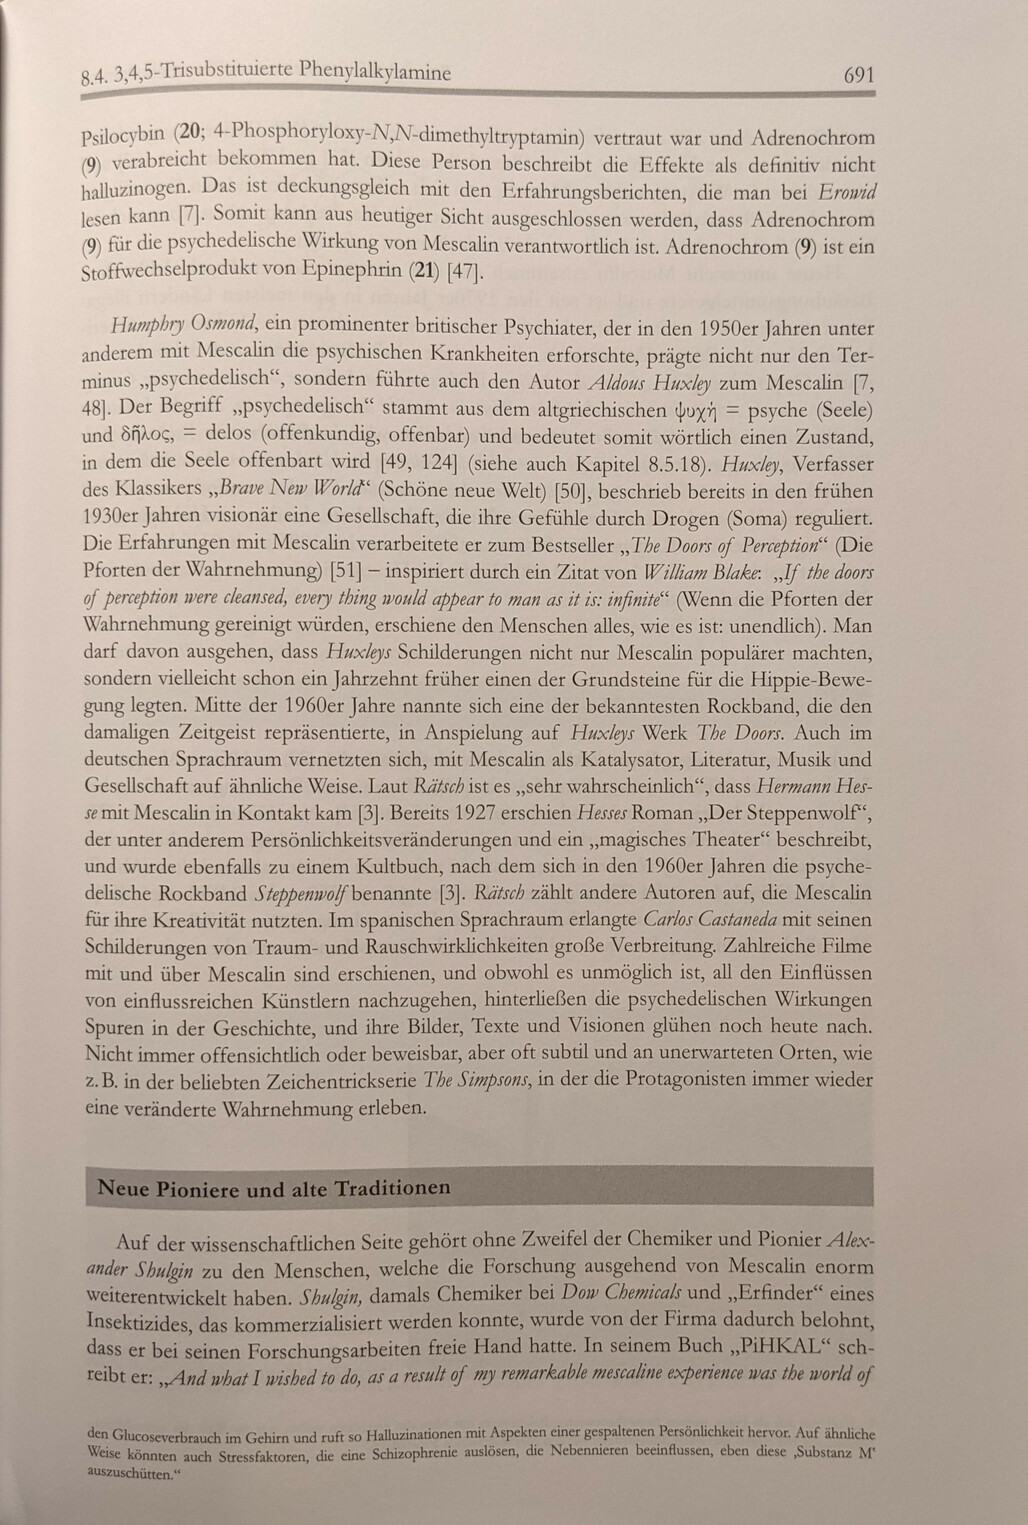 8.4. 3,4,5-Trisubstituierte Phenylalkylamine 691
Psilocybin (20; 4-Phosphoryloxy-N,N-dimethyltryptamin) vertraut war und Adrenochrom
(9) verabreicht bekommen hat. Diese Person beschreibt die Effekte als definitiv nicht
halluzinogen. Das ist deckungsgleich mit den Erfahrungsberichten, die man bei Erowid
lesen kann [7]. Somit kann aus heutiger Sicht ausgeschlossen werden, dass Adrenochrom
(9) für die psychedelische Wirkung von Mescalin verantwortlich ist. Adrenochrom (9) ist ein
Stoffwechselprodukt von Epinephrin (21) [47].
Humphry Osmond, ein prominenter britischer Psychiater, der in den 1950er Jahren unter
anderem mit Mescalin die psychischen Krankheiten erforschte, prägte nicht nur den Ter-
minus „psychedelisch“, sondern führte auch den Autor Aldous Huxley zum Mescalin [7,
48]. Der Begriff „psychedelisch“ stammt aus dem altgriechischen ψυχή = psyche (Seele)
und δῆλος, = delos (offenkundig, offenbar) und bedeutet somit wörtlich einen Zustand,
in dem die Seele offenbart wird [49, 124] (siehe auch Kapitel 8.5.18). Huxley, Verfasser
des Klassikers „Brave New World“ (Schöne neue Welt) [50], beschrieb bereits in den frühen
1930er Jahren visionär eine Gesellschaft, die ihre Gefühle durch Drogen (Soma) reguliert.
Die Erfahrungen mit Mescalin verarbeitete er zum Bestseller „The Doors of Perception“ (Die
Pforten der Wahrnehmung) [51] – inspiriert durch ein Zitat von William Blake: „If the doors
of perception were cleansed, every thing would appear to man as it is: infinite“ (Wenn die Pforten der
Wahrnehmung gereinigt würden, erschiene den Menschen alles, wie es ist: unendlich). Man
darf davon ausgehen, dass Huxleys Schilderungen nicht nur Mescalin populärer machten,
sondern vielleicht schon ein Jahrzehnt früher einen der Grundsteine für die Hippie-Bewe-
gung legten. Mitte der 1960er Jahre nannte sich eine der bekanntesten Rockband, die den
damaligen Zeitgeist repräsentierte, in Anspielung auf Huxleys Werk The Doors. Auch im
deutschen Sprachraum vernetzten sich, mit Mescalin als Katalysator, Literatur, Musik und
Gesellschaft auf ähnliche Weise. Laut Rätsch ist es „sehr wahrscheinlich“, dass Hermann Hes-
se mit Mescalin in Kontakt kam [3]. Bereits 1927 erschien Hesses Roman „Der Steppenwolf“,
der unter anderem Persönlichkeitsveränderungen und ein „magisches Theater“ beschreibt,
und wurde ebenfalls zu einem Kultbuch, nach dem sich in den 1960er Jahren die psyche-
delische Rockband Steppenwolf benannte [3]. Rätsch zählt andere Autoren auf, die Mescalin
für ihre Kreativität nutzten. Im spanischen Sprachraum erlangte Carlos Castaneda mit seinen
Schilderungen von Traum- und Rauschwirklichkeiten große Verbreitung. Zahlreiche Filme
mit und über Mescalin sind erschienen, und obwohl es unmöglich ist, all den Einflüssen
von einflussreichen Künstlern nachzugehen, hinterließen die psychedelischen Wirkungen
Spuren in der Geschichte, und ihre Bilder, Texte und Visionen glühen noch heute nach.
Nicht immer offensichtlich oder beweisbar, aber oft subtil und an unerwarteten Orten, wie
z. B. in der beliebten Zeichentrickserie The Simpsons, in der die Protagonisten immer wieder
eine veränderte Wahrnehmung erleben.
Neue Pioniere und alte Traditionen
Auf der wissenschaftlichen Seite gehört ohne Zweifel der Chemiker und Pionier Alex-
ander Shulgin zu den Menschen, welche die Forschung ausgehend von Mescalin enorm
weiterentwickelt haben. Shulgin, damals Chemiker bei Dow Chemicals und „Erfinder“ eines
Insektizides, das kommerzialisiert werden konnte, wurde von der Firma dadurch belohnt,
dass er bei seinen Forschungsarbeiten freie Hand hatte. In seinem Buch „PiHKAL“ sch-
reibt er: „And what I wished to do, as a result of my remarkable mescaline experience was the world of
den Glucoseverbrauch im Gehirn und ruft so Halluzinationen mit Aspekten einer gespaltenen Persönlichkeit hervor. Auf ähnliche
Weise könnten auch Stressfaktoren, die eine Schizophrenie auslösen, die Nebennieren beeinflussen, eben diese ‚Substanz M‘
auszuschütten.“